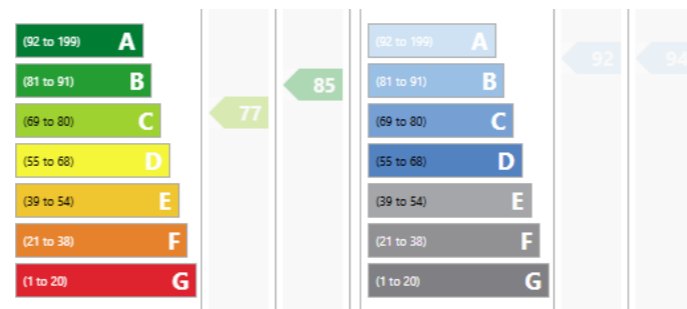 (92 to 199) A
(81 to 91) B
(69 to 80) C
(55 to 68) D
(39 to 54) E
(21 to 38) F
(1 to 20) G
77
85
(92 to 199) A
(81 to 91) B
(69 to 80) C
(55 to 68) D
(39 to 54) E
(21 to 38) F
(1 to 20) G
92
94